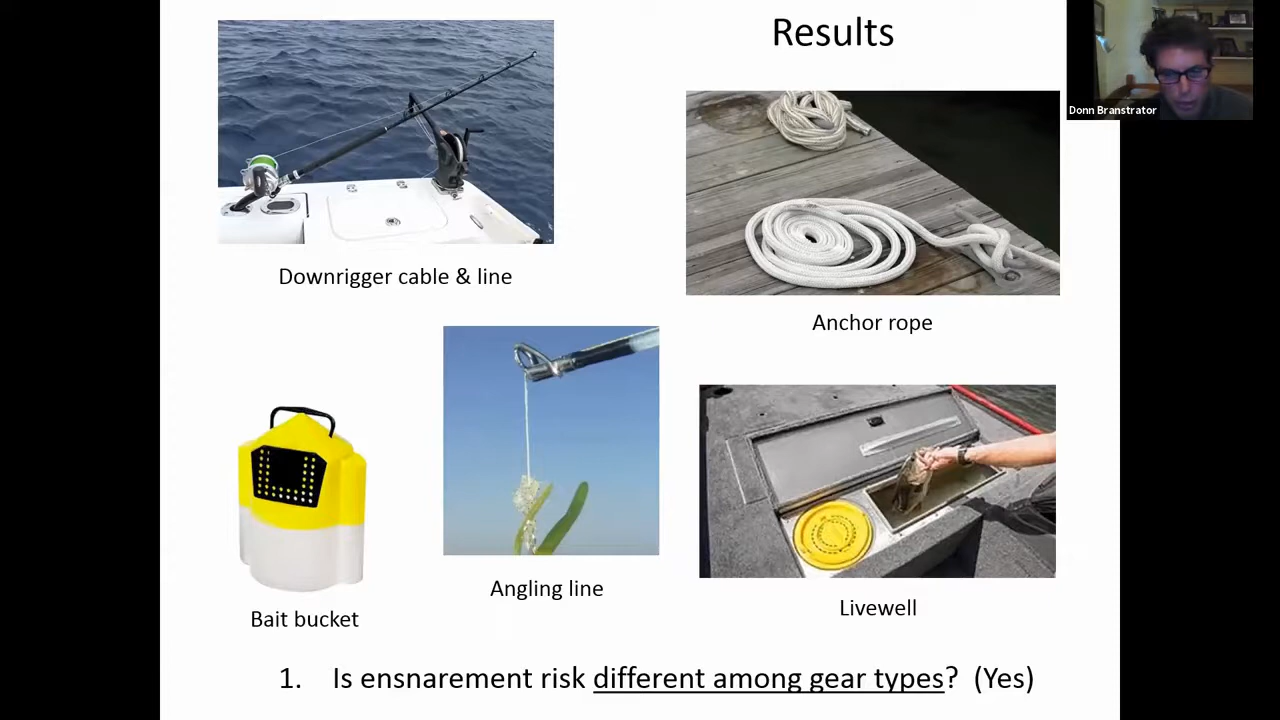 Results
Donn Branstrator
Downrigger cable & line
Anchor rope
Angling line
Bait bucket
Livewell
1. Is ensnarement risk different among gear types? (Yes)